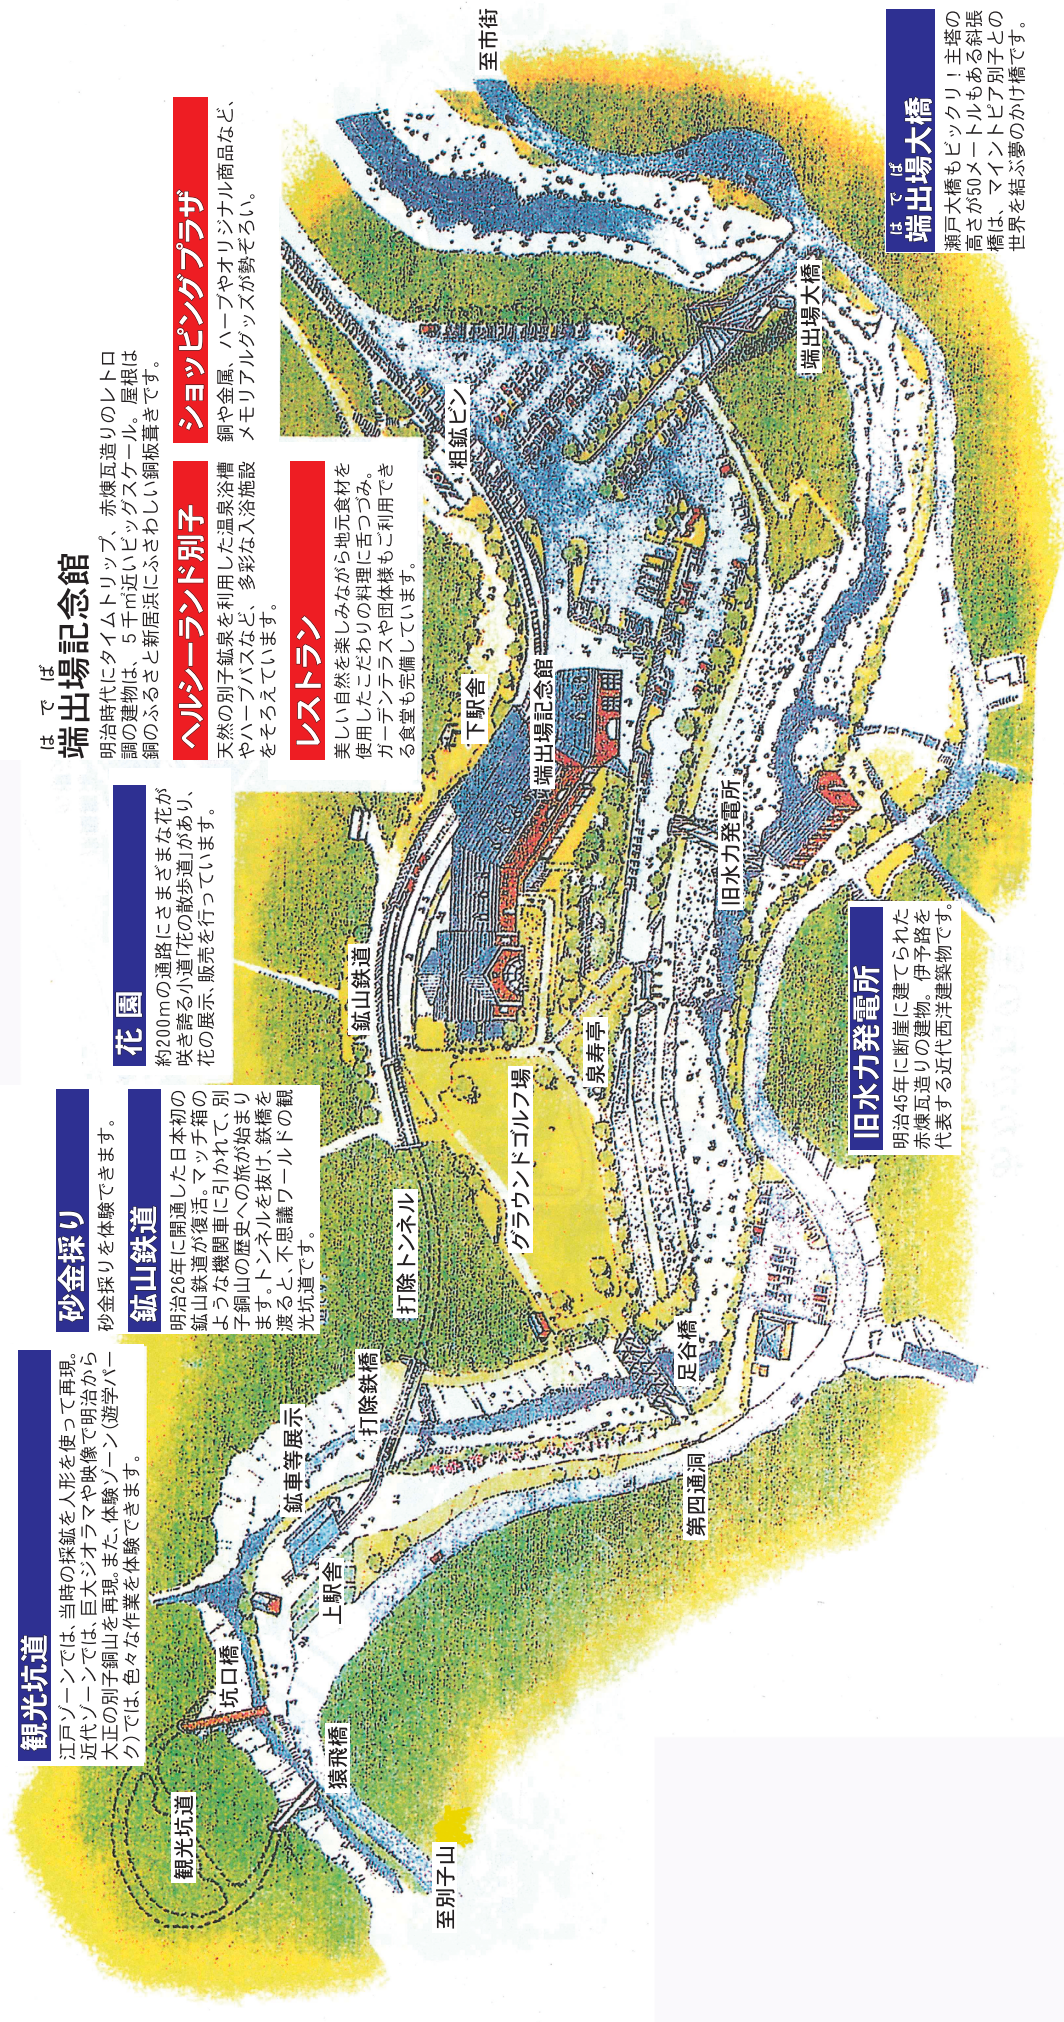 観光坑道
江戸ゾーンでは、当時の採鉱を人形を使って再現。
近代ゾーンでは、巨大ジオラマや映像で明治から
大正の別子銅山を再現。また、体験ゾーン(遊学パー
ク)では、色々な作業を体験できます。
砂金採り
砂金採りを体験できます。
鉱山鉄道
明治26年に開通した日本初の
鉱山鉄道が復活。マッチ箱の
ような機関車に引かれて、別
子銅山の歴史への旅が始まり
ます。トンネルを抜け、鉄橋を
渡ると、不思議ワールドの観
光坑道です。
花園
約200mの通路にさまざまな花が
咲き誇る小道「花の散歩道」があり、
花の展示、販売を行っています。
はでば
端出場記念館
明治時代にタイムトリップ、赤煉瓦造りのレトロ
調の建物は、5千㎡近いビッグスケール。屋根は
銅のふるさと新居浜にふさわしい銅板葺きです。
ヘルシーランド別子
天然の別子鉱泉を利用した温泉浴槽
やハーブバスなど、多彩な入浴施設
をそろえています。
ショッピングプラザ
銅や金属、ハーブやオリジナル商品など、
メモリアルグッズが勢ぞろい。
レストラン
美しい自然を楽しみながら地元食材を
使用したこだわりの料理に舌つづみ。
ガーデンテラスや団体様もご利用でき
る食堂も完備しています。
至市街
観光坑道
坑口橋
猿飛橋
至別子山
上駅舎
鉱車等展示
打除鉄橋
打除トンネル
鉱山鉄道
下駅舎
粗鉱ビン
端出場記念館
グラウンドゴルフ場
泉寿亭
足谷橋
第四通洞
旧水力発電所
端出場大橋
旧水力発電所
明治45年に断崖に建てられた
赤煉瓦造りの建物。伊予路を
代表する近代西洋建築物です。
はでば
端出場大橋
瀬戸大橋もビックリ!主塔の
高さが50メートルもある斜張
橋は、マイントピア別子との
世界を結ぶ夢のかけ橋です。